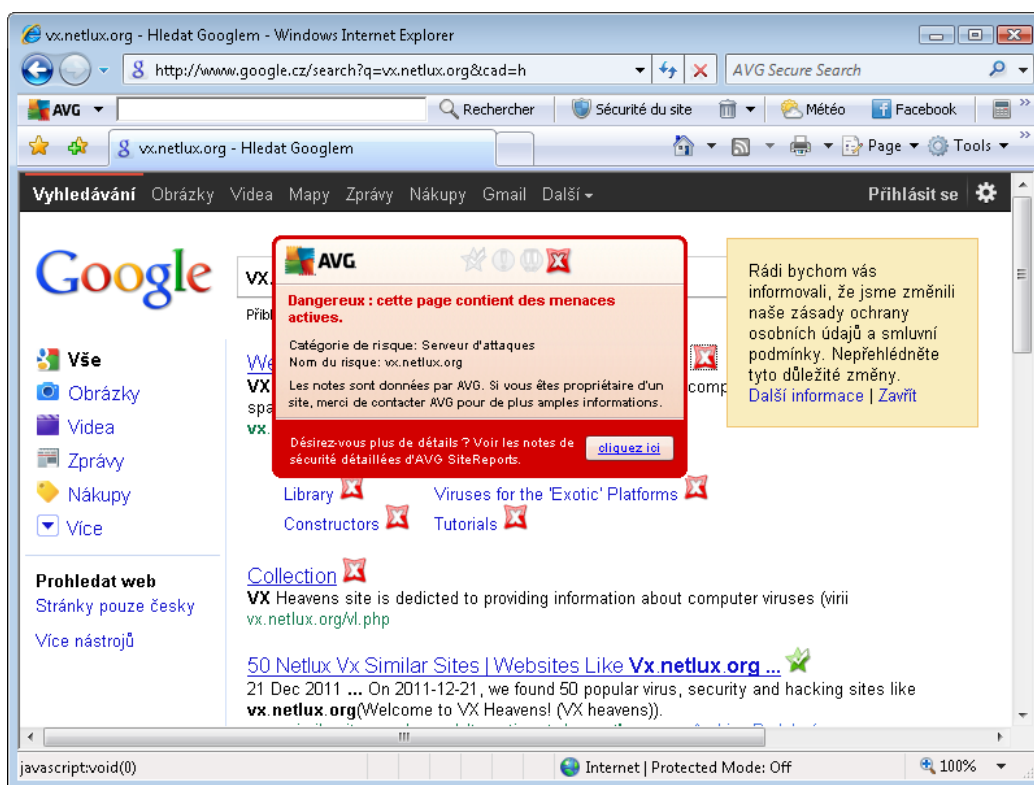 vx.netlux.org - Hledat Googlem - Windows Internet Explorer
http://www.google.cz/search?q=vx.netlux.org&cad=h
AVG Secure Search
AVG
Rechercher
Sécurité du site
Météo
Facebook
vx.netlux.org - Hledat Googlem
Page
Tools
Vyhledávání Obrázky Videa Mapy Zprávy Nákupy Gmail Další
Přihlásit se
Google
vx.
Přibl
AVG
Dangereux : cette page contient des menaces
actives.
Catégorie de risque: Serveur d'attaques
Nom du risque: vx.netlux.org
Les notes sont données par AVG. Si vous êtes propriétaire d'un
site, merci de contacter AVG pour de plus amples informations.
Désirez-vous plus de détails ? Voir les notes de
sécurité détaillées d'AVG SiteReports.
cliquez ici
Rádi bychom vás
informovali, že jsme změnili
naše zásady ochrany
osobních údajů a smluvní
podmínky. Nepřehlédněte
tyto důležité změny.
Další informace | Zavřít
Vše
Obrázky
Videa
Zprávy
Nákupy
Více
Prohledat web
Stránky pouze česky
Více nástrojů
We
VX
comp
spa
vx.
Library
Viruses for the 'Exotic' Platforms
Constructors
Tutorials
Collection
VX Heavens site is dedicted to providing information about computer viruses (virii
vx.netlux.org/vl.php
50 Netlux Vx Similar Sites | Websites Like Vx.netlux.org ...
21 Dec 2011 ... On 2011-12-21, we found 50 popular virus, security and hacking sites like
vx.netlux.org(Welcome to VX Heavens! (VX heavens)).
javascript:void(0)
Internet | Protected Mode: Off
100%